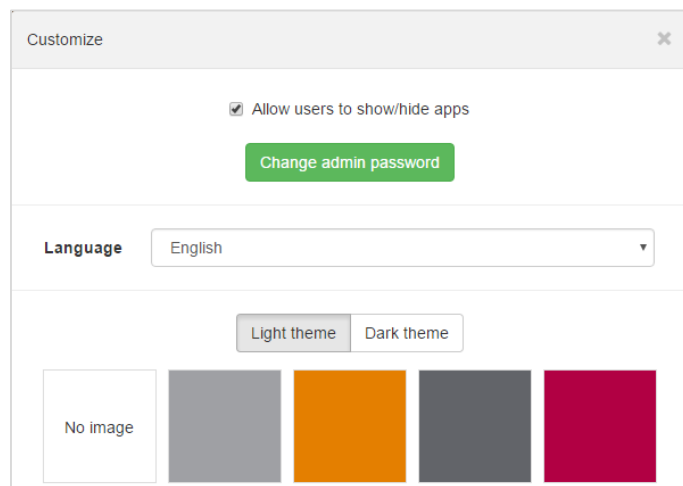 Customize
Allow users to show/hide apps
Change admin password
Language English
Light theme Dark theme
No image